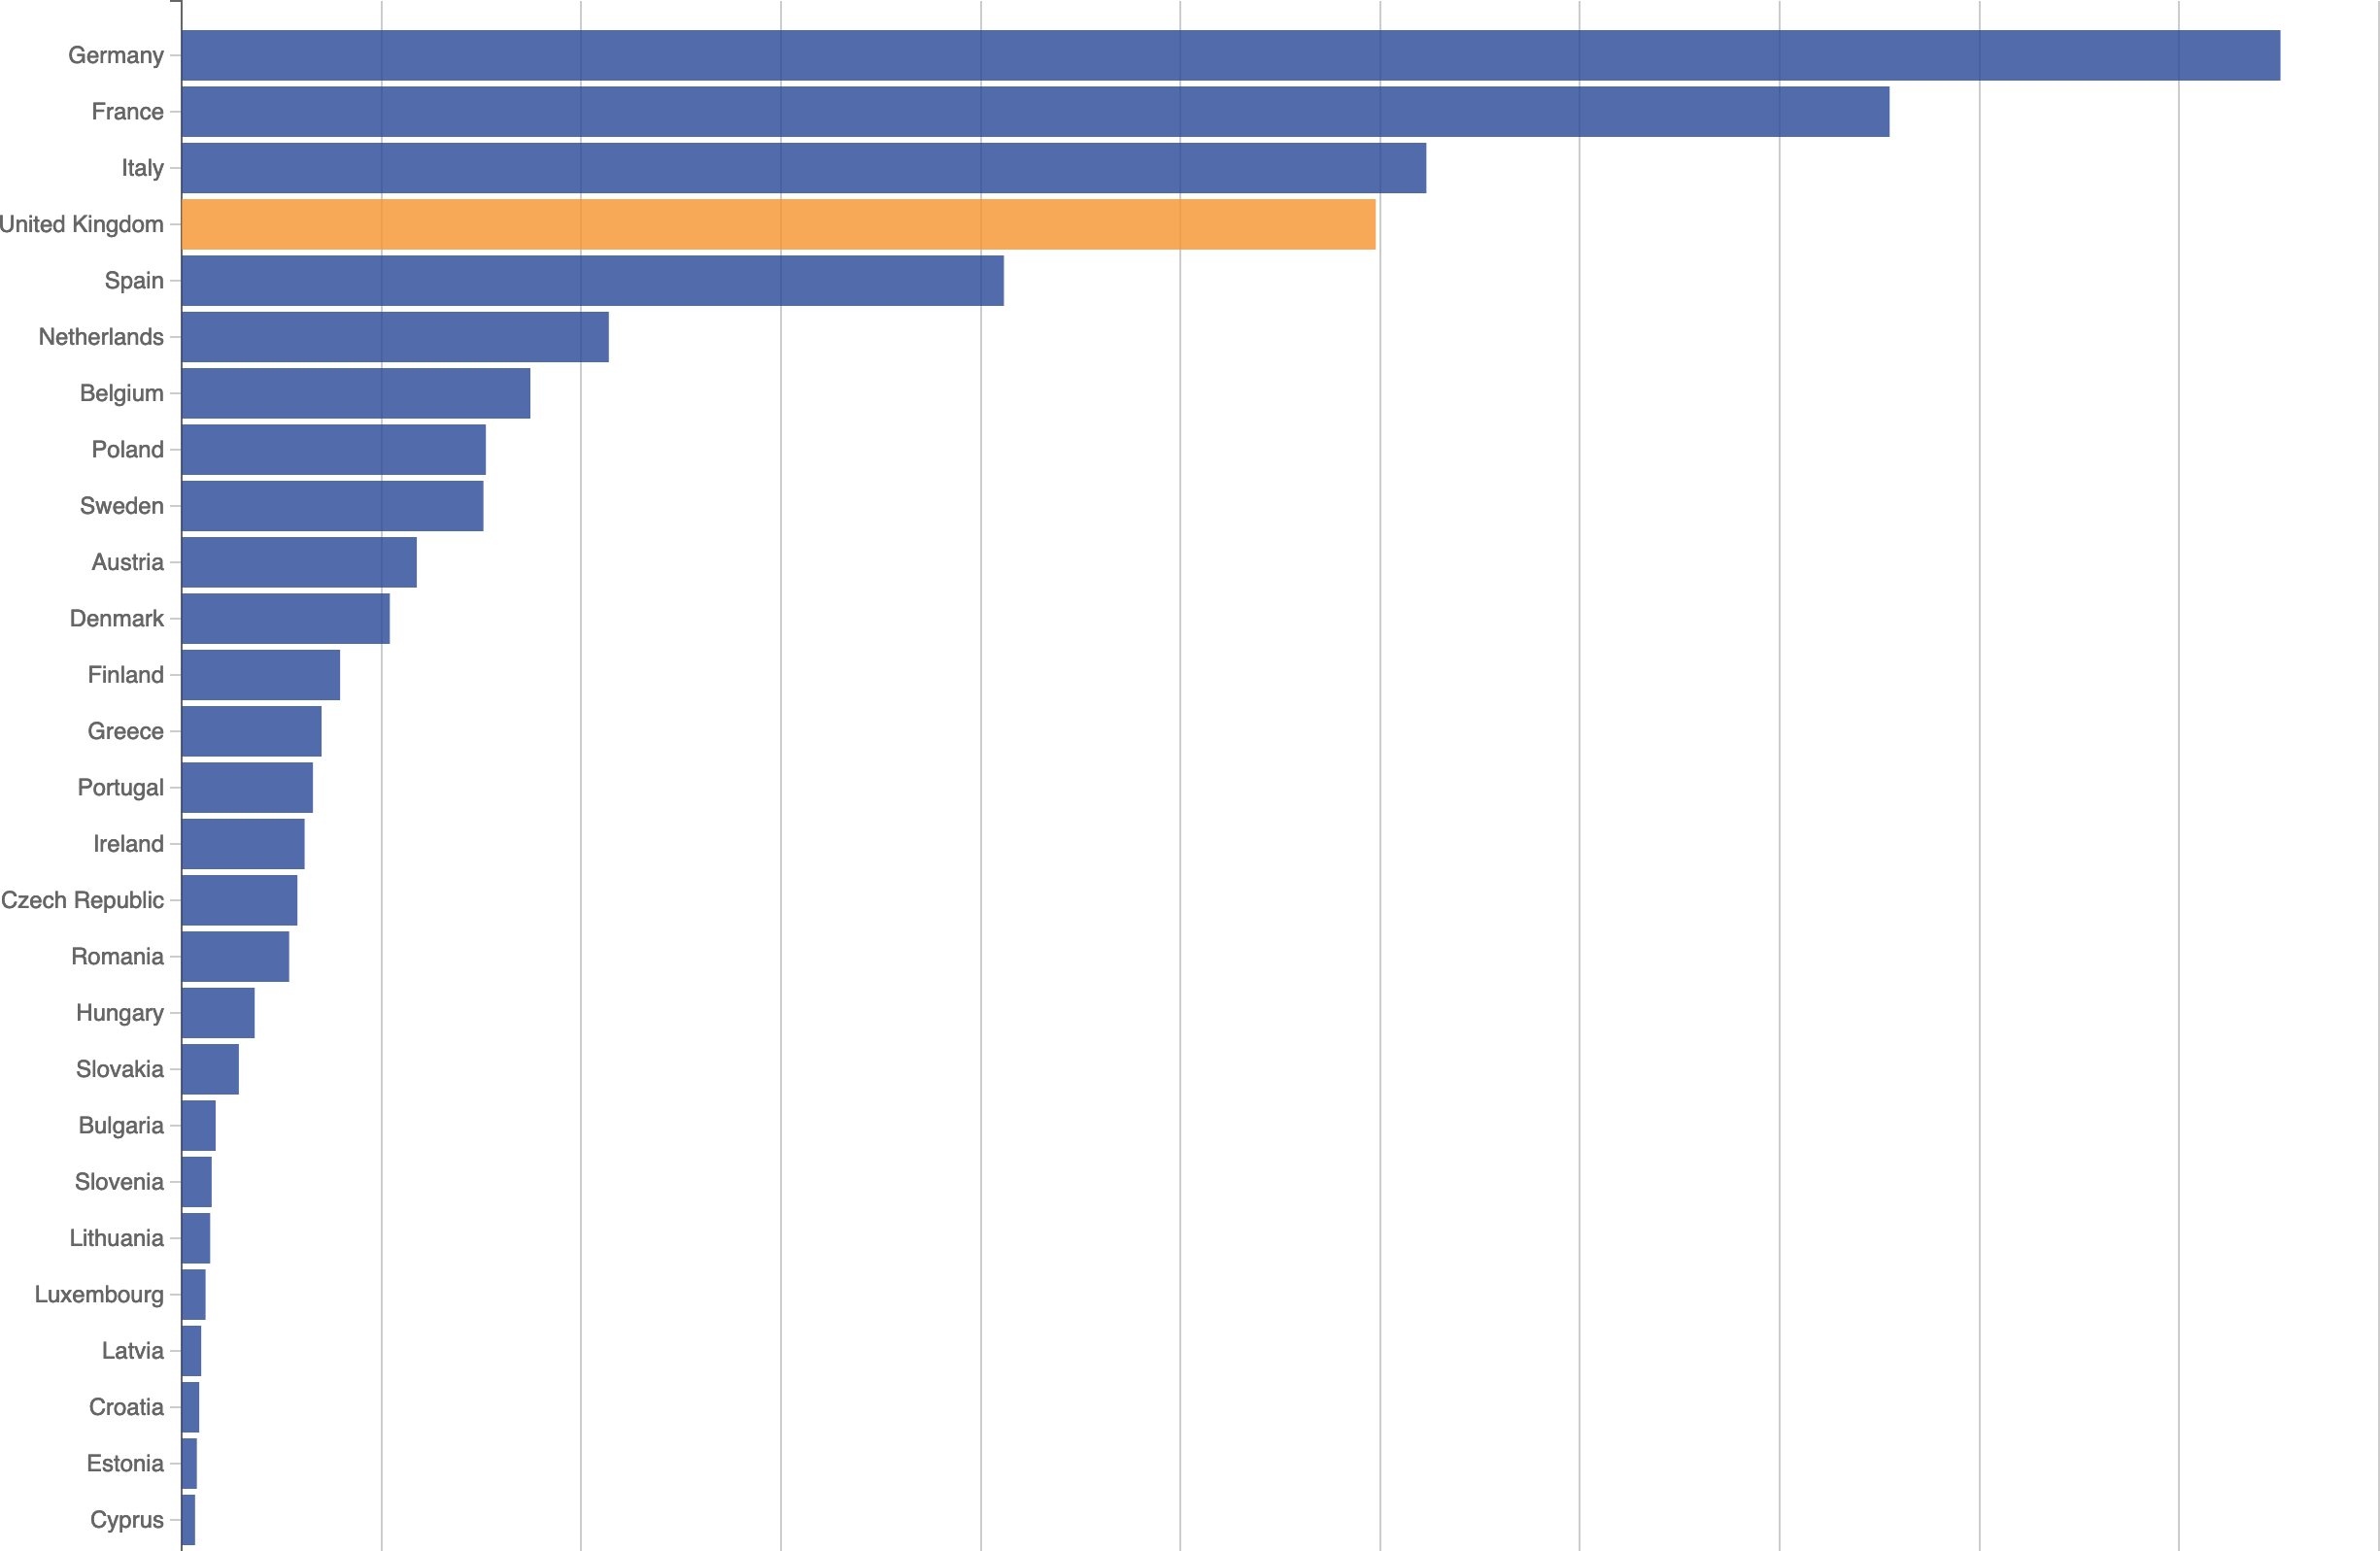 Germany
France
Italy
United Kingdom
Spain
Netherlands
Belgium
Poland
Sweden
Austria
Denmark
Finland
Greece
Portugal
Ireland
Czech Republic
Romania
Hungary
Slovakia
Bulgaria
Slovenia
Lithuania
Luxembourg
Latvia
Croatia
Estonia
Cyprus